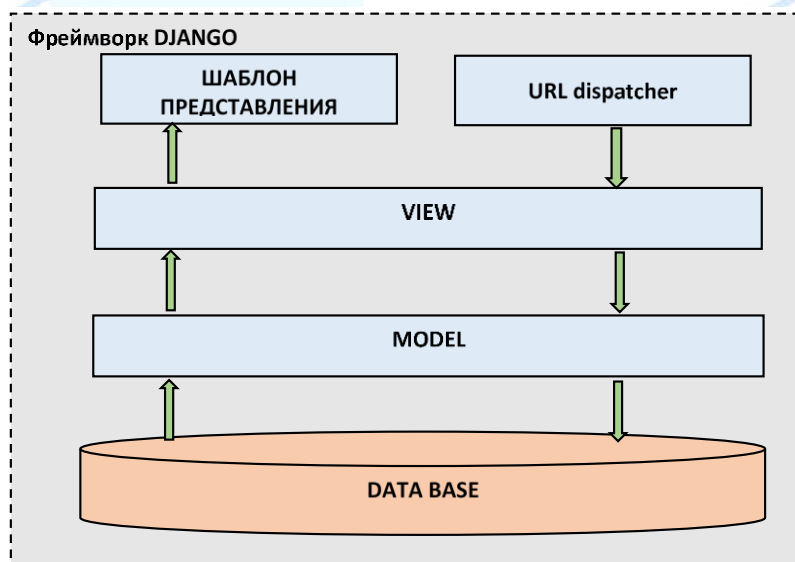 Фреймворк DJANGO
ШАБЛОН
ПРЕДСТАВЛЕНИЯ
URL dispatcher
VIEW
MODEL
DATA BASE